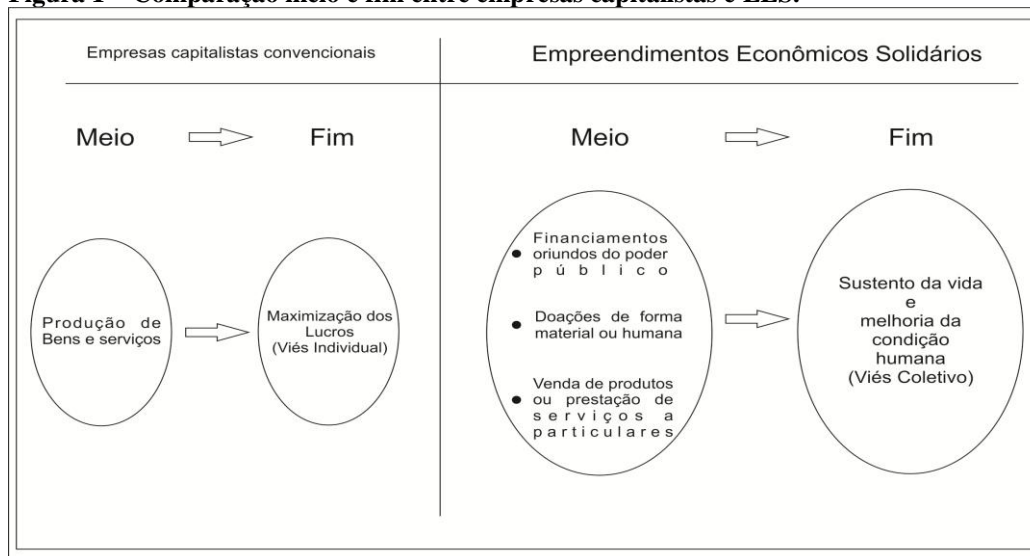 Figura 1 – Comparação meio e fim entre empresas capitalistas e EES.
Empresas capitalistas convencionais
Meio
Fim
Produção de
Bens e serviços
Maximização dos
Lucros
(Viés Individual)
Empreendimentos Econômicos Solidários
Meio
Fim
● Financiamentos
oriundos do poder
público
● Doações de forma
material ou humana
● Venda de produtos
ou prestação de
serviços a
particulares
Sustento da vida
e
melhoria da
condição
humana
(Viés Coletivo)